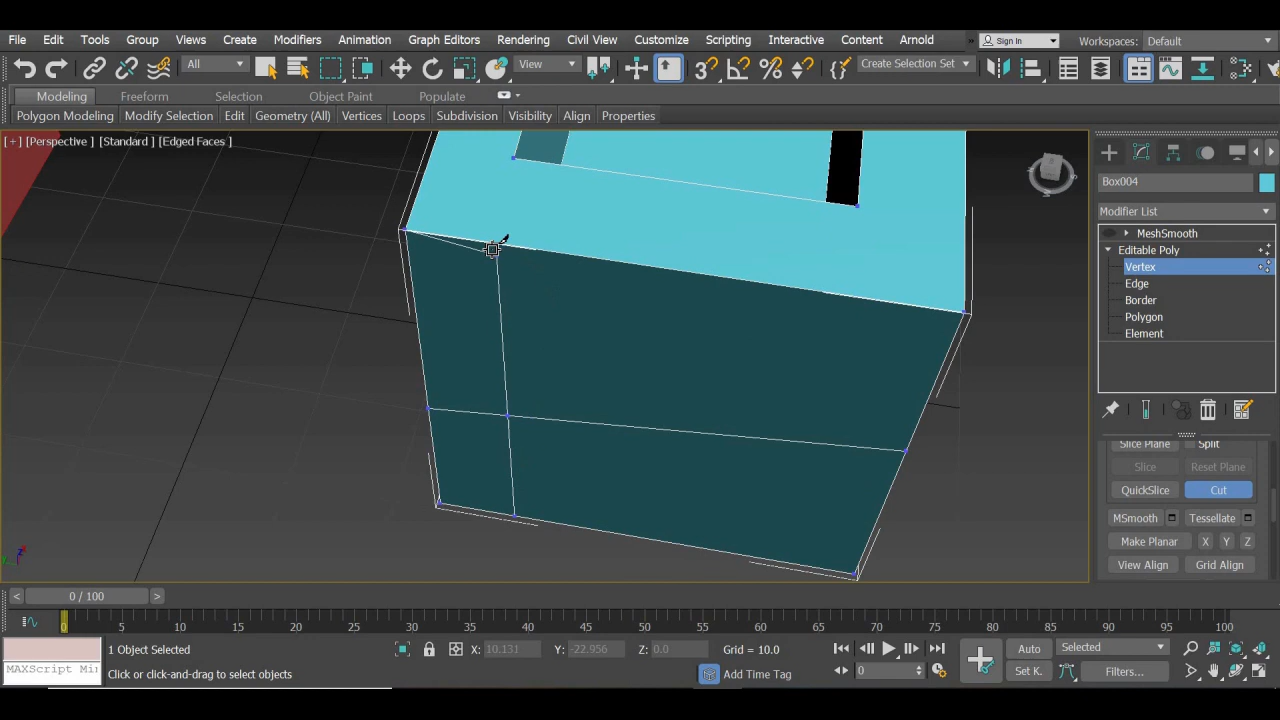 File Edit Tools Group Views Create Modifiers Animation Graph Editors Rendering Civil View Customize Scripting Interactive Content Arnold » Sign In Workspaces: Default
All View 3 Create Selection Set
Modeling Freeform Selection Object Paint Populate
Polygon Modeling Modify Selection Edit Geometry (All) Vertices Loops Subdivision Visibility Align Properties
[+] [Perspective ] [Standard ] [Edged Faces ]
Box004
Modifier List
MeshSmooth
Editable Poly
Vertex
Edge
Border
Polygon
Element
Slice Plane Split
Slice Reset Plane
QuickSlice Cut
MSmooth Tessellate
Make Planar X Y Z
View Align Grid Align
z
< 0 / 100 >
0 5 10 15 20 25 30 35 40 45 50 55 60 65 70 75 80 85 90 95 100
1 Object Selected X: 10.131 Y: -22.956 Z: 0.0 Grid = 10.0 Auto Selected
MAXScript Mi Click or click-and-drag to select objects Add Time Tag 0 Set K. Filters...